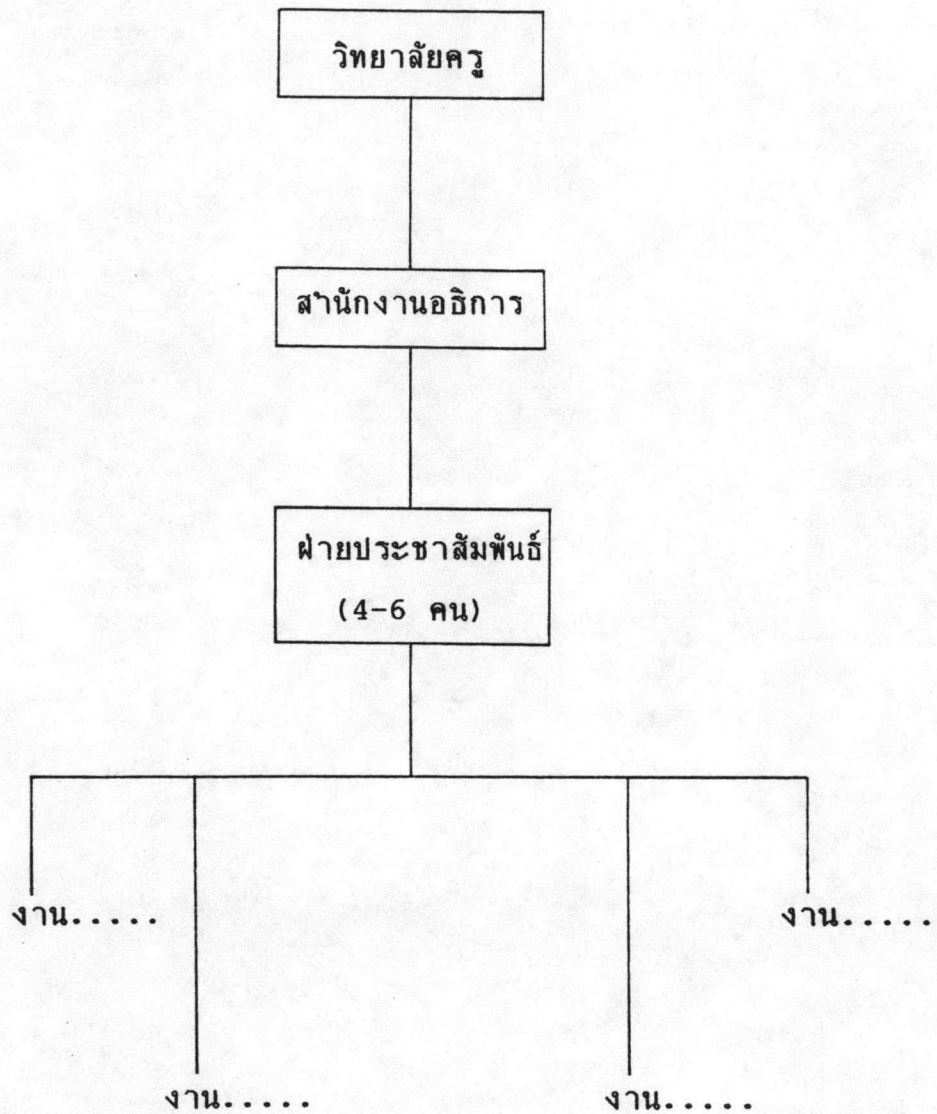 วิทยาลัยครู
สำนักงานอธิการ
ฝ่ายประชาสัมพันธ์
(4-6 คน)
งาน.....
งาน.....
งาน.....
งาน.....